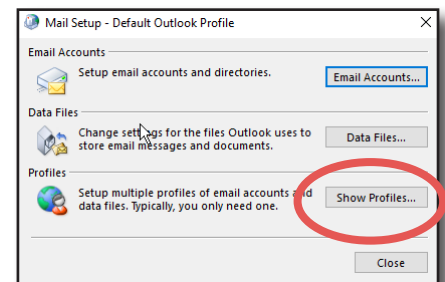 Mail Setup - Default Outlook Profile
Email Accounts
Setup email accounts and directories.
Email Accounts...
Data Files
Change settings for the files Outlook uses to
store email messages and documents.
Data Files...
Profiles
Setup multiple profiles of email accounts and
data files. Typically, you only need one.
Show Profiles...
Close